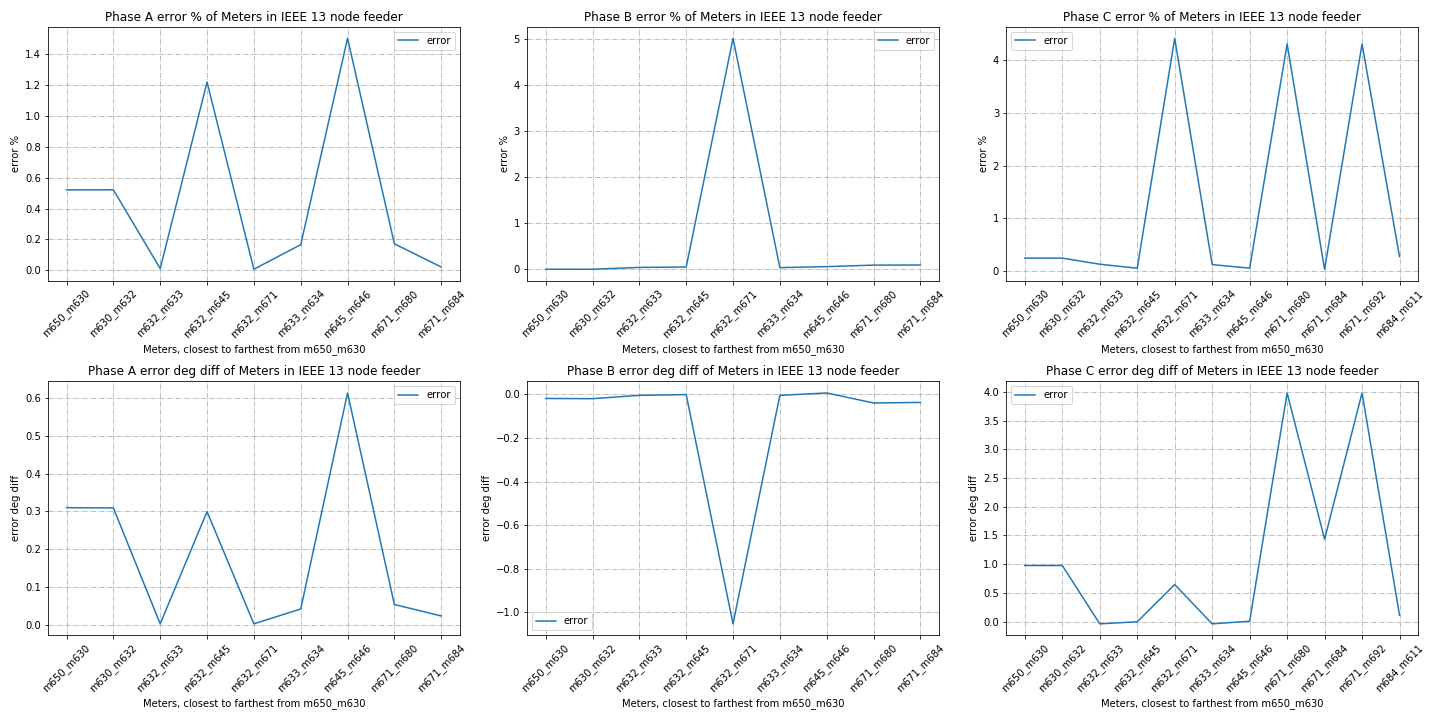 Phase A error % of Meters in IEEE 13 node feeder
error %
1.4
1.2
1.0
0.8
0.6
0.4
0.2
0.0
error
m650_m630
m630_m632
m632_m633
m632_m645
m632_m671
m633_m634
m645_m646
m671_m680
m671_m684
Meters, closest to farthest from m650_m630
Phase B error % of Meters in IEEE 13 node feeder
error %
5
4
3
2
1
0
error
m650_m630
m630_m632
m632_m633
m632_m645
m632_m671
m633_m634
m645_m646
m671_m680
m671_m684
Meters, closest to farthest from m650_m630
Phase C error % of Meters in IEEE 13 node feeder
error %
4
3
2
1
0
error
m650_m630
m630_m632
m632_m633
m632_m645
m632_m671
m633_m634
m645_m646
m671_m680
m671_m684
m671_m692
m684_m611
Meters, closest to farthest from m650_m630
Phase A error deg diff of Meters in IEEE 13 node feeder
error deg diff
0.6
0.5
0.4
0.3
0.2
0.1
0.0
error
m650_m630
m630_m632
m632_m633
m632_m645
m632_m671
m633_m634
m645_m646
m671_m680
m671_m684
Meters, closest to farthest from m650_m630
Phase B error deg diff of Meters in IEEE 13 node feeder
error deg diff
0.0
−0.2
−0.4
−0.6
−0.8
−1.0
error
m650_m630
m630_m632
m632_m633
m632_m645
m632_m671
m633_m634
m645_m646
m671_m680
m671_m684
Meters, closest to farthest from m650_m630
Phase C error deg diff of Meters in IEEE 13 node feeder
error deg diff
4.0
3.5
3.0
2.5
2.0
1.5
1.0
0.5
0.0
error
m650_m630
m630_m632
m632_m633
m632_m645
m632_m671
m633_m634
m645_m646
m671_m680
m671_m684
m671_m692
m684_m611
Meters, closest to farthest from m650_m630